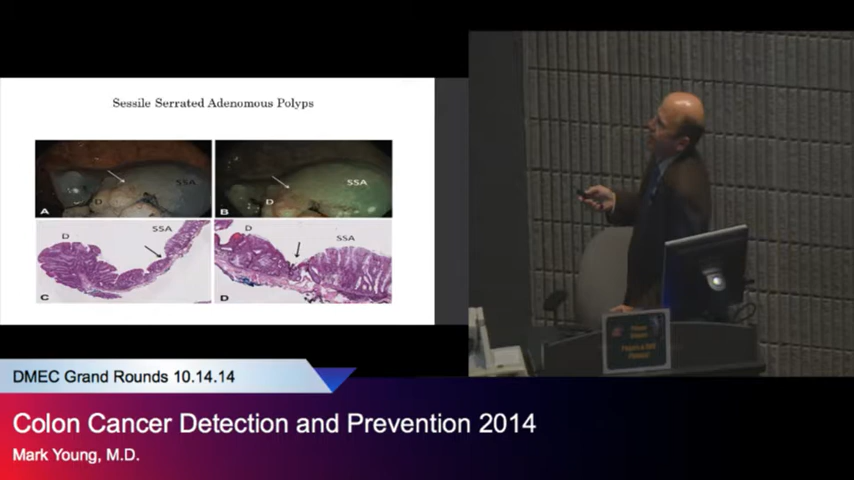 Sessile Serrated Adenomous Polyps
SSA
D
A
SSA
D
B
D
SSA
C
D
SSA
D
DMEC Grand Rounds 10.14.14
Colon Cancer Detection and Prevention 2014
Mark Young, M.D.